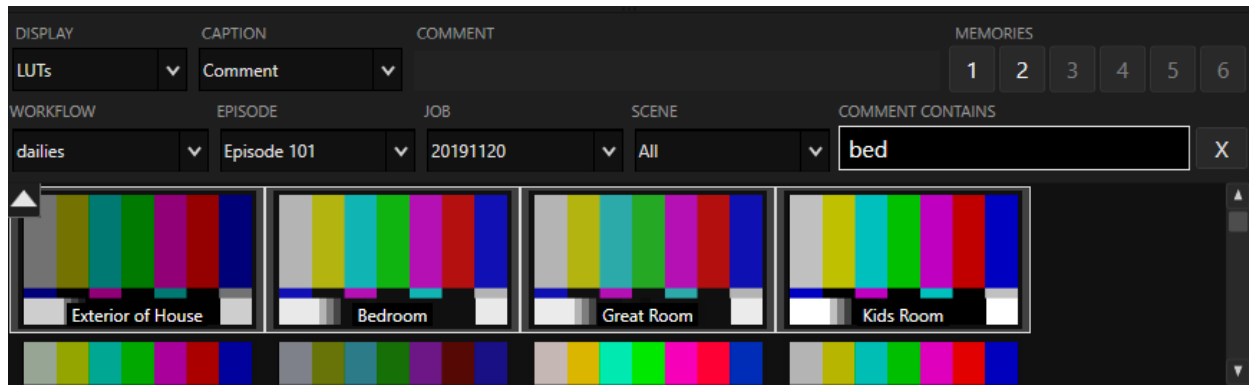 DISPLAY CAPTION COMMENT MEMORIES
LUTs Comment 1 2 3 4 5 6
WORKFLOW EPISODE JOB SCENE COMMENT CONTAINS
dailies Episode 101 20191120 All bed X
Exterior of House Bedroom Great Room Kids Room